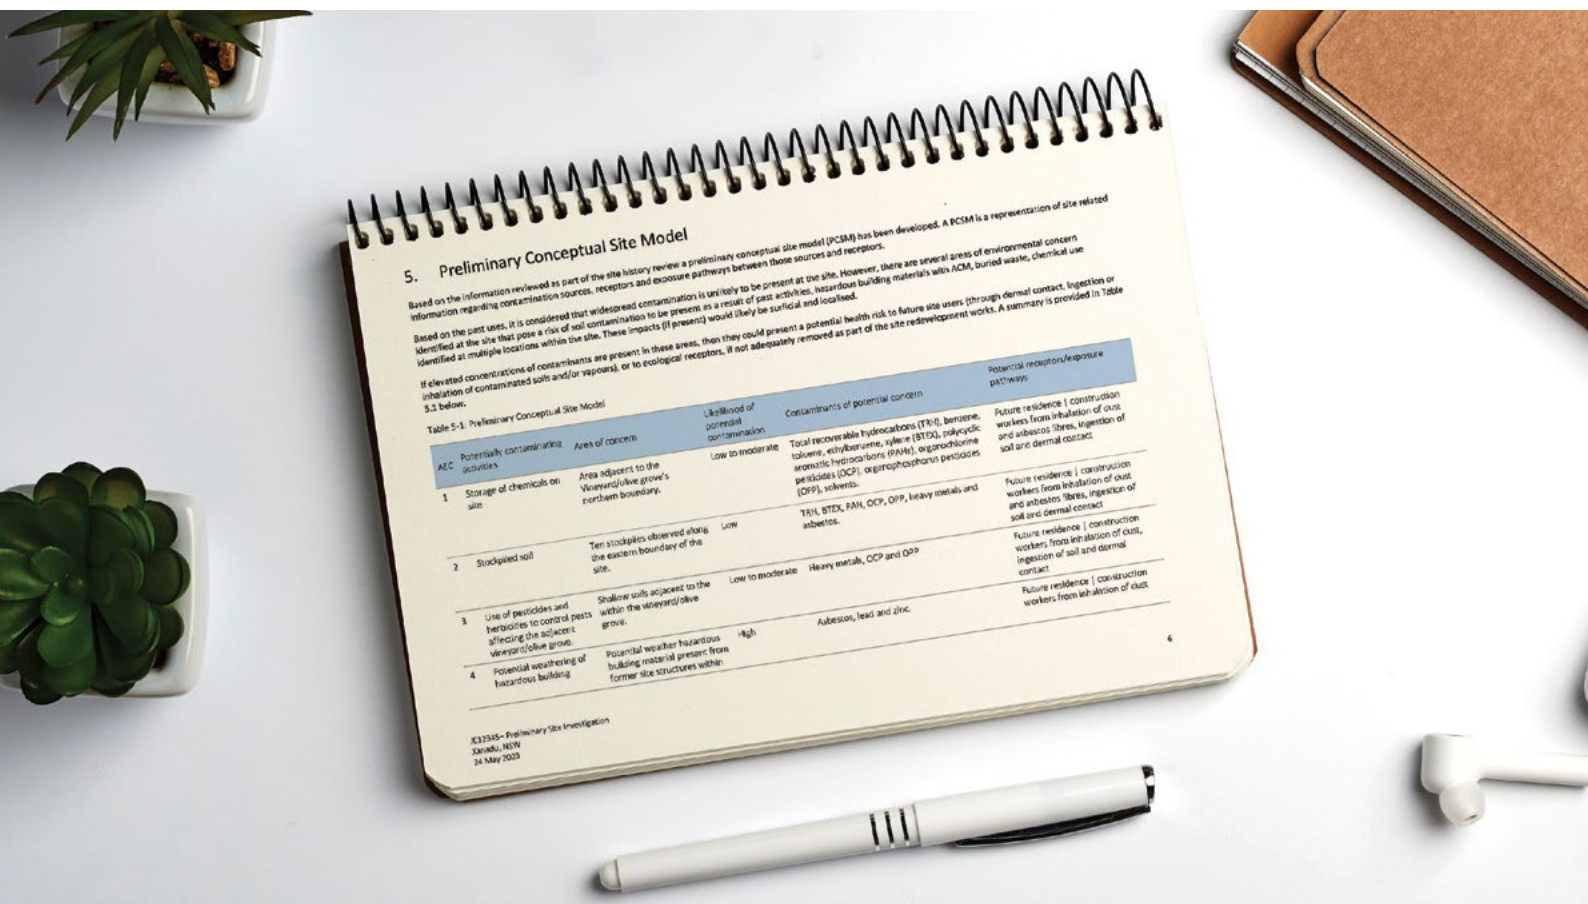 5. Preliminary Conceptual Site Model
Based on the information reviewed as part of the site history review a preliminary conceptual site model (PCSM) has been developed. A PCSM is a representation of site related
information regarding contamination sources, receptors and exposure pathways between those sources and receptors.
Based on the past uses, it is considered that widespread contamination is unlikely to be present at the site. However, there are several areas of environmental concern
identified at the site that pose a risk of soil contamination to be present as a result of past activities, hazardous building materials with ACM, buried waste, chemical use
identified at multiple locations within the site. These impacts (if present) would likely be surficial and localised.
If elevated concentrations of contaminants are present in these areas, then they could present a potential health risk to future site users (through dermal contact, ingestion or
inhalation of contaminated soils and/or vapours), or to ecological receptors, if not adequately removed as part of the site redevelopment works. A summary is provided in Table
5.1 below.
Table 5-1. Preliminary Conceptual Site Model
AEC
Potentially contaminating
activities
Area of concern
Likelihood of
potential
contamination
Contaminants of potential concern
Potential receptors/exposure
pathways
1
Storage of chemicals on
site
Area adjacent to the
Vineyard/olive grove's
northern boundary.
Low to moderate
Total recoverable hydrocarbons (TRH), benzene,
toluene, ethylbenzene, xylene (BTEX), polycyclic
aromatic hydrocarbons (PAHs), organochlorine
pesticides (OCP), organophosphorus pesticides
(OPP), solvents.
Future residence | construction
workers from inhalation of dust
and asbestos fibres, ingestion of
soil and dermal contact
2
Stockpiled soil
Ten stockpiles observed along
the eastern boundary of the
site.
Low
TRH, BTEX, PAH, OCP, OPP, heavy metals and
asbestos.
Future residence | construction
workers from inhalation of dust
and asbestos fibres, ingestion of
soil and dermal contact
3
Use of pesticides and
herbicides to control pests
affecting the adjacent
vineyard/olive grove.
Shallow soils adjacent to the
within the vineyard/olive
grove.
Low to moderate
Heavy metals, OCP and OPP
Future residence | construction
workers from inhalation of dust,
ingestion of soil and dermal
contact
4
Potential weathering of
hazardous building
Potential weather hazardous
building material present from
former site structures within
High
Asbestos, lead and zinc.
Future residence | construction
workers from inhalation of dust
6
JC12345– Preliminary Site Investigation
Xanadu, NSW
24 May 2023